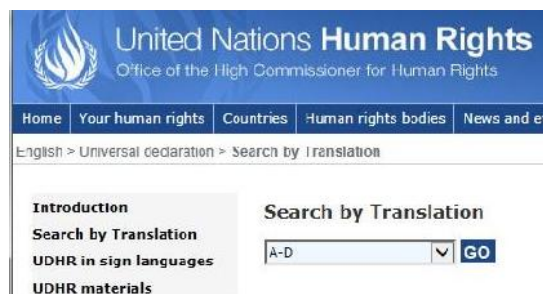 United Nations Human Rights
Office of the High Commissioner for Human Rights
Home Your human rights Countries Human rights bodies News and e
English > Universal declaration > Search by Translation
Introduction
Search by Translation
UDHR in sign languages
UDHR materials
Search by Translation
A-D GO